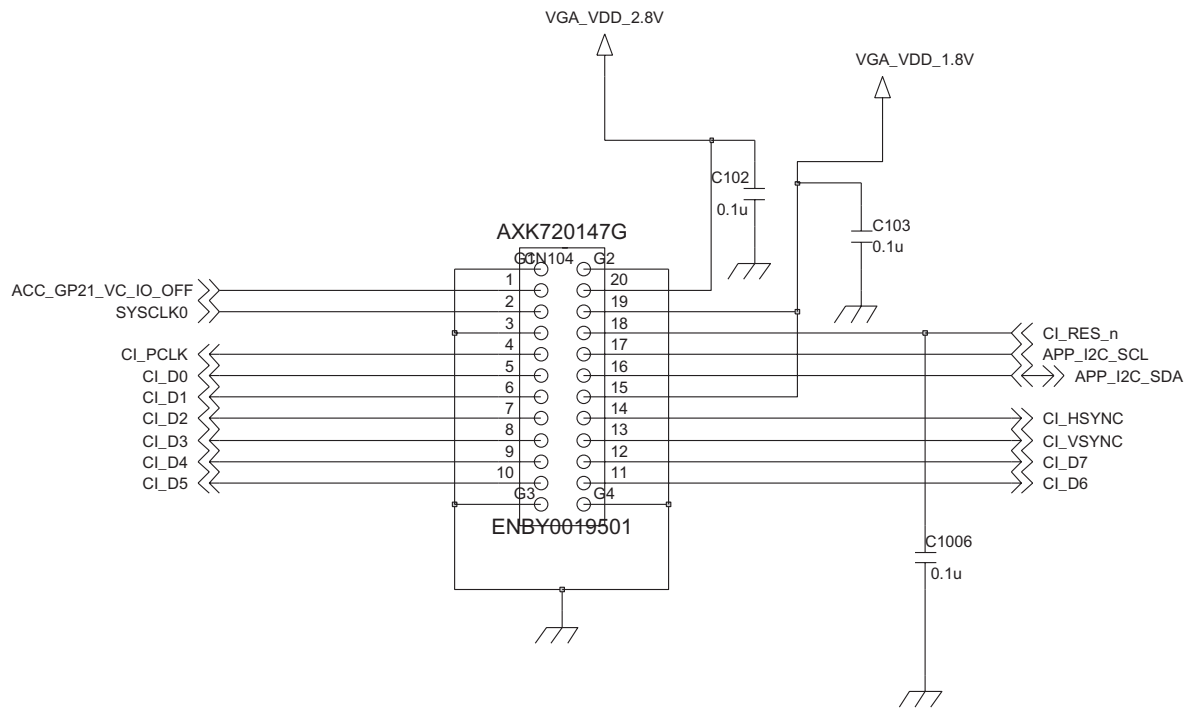 VGA_VDD_2.8V
VGA_VDD_1.8V
C102
0.1u
C103
0.1u
AXK720147G
G1
CN104
G2
1
20
ACC_GP21_VC_IO_OFF
2
19
SYSCLK0
3
18
CI_RES_n
4
17
CI_PCLK
APP_I2C_SCL
5
16
CI_D0
APP_I2C_SDA
6
15
CI_D1
7
14
CI_D2
CI_HSYNC
8
13
CI_D3
CI_VSYNC
9
12
CI_D4
CI_D7
10
11
CI_D5
CI_D6
G3
G4
ENBY0019501
C1006
0.1u